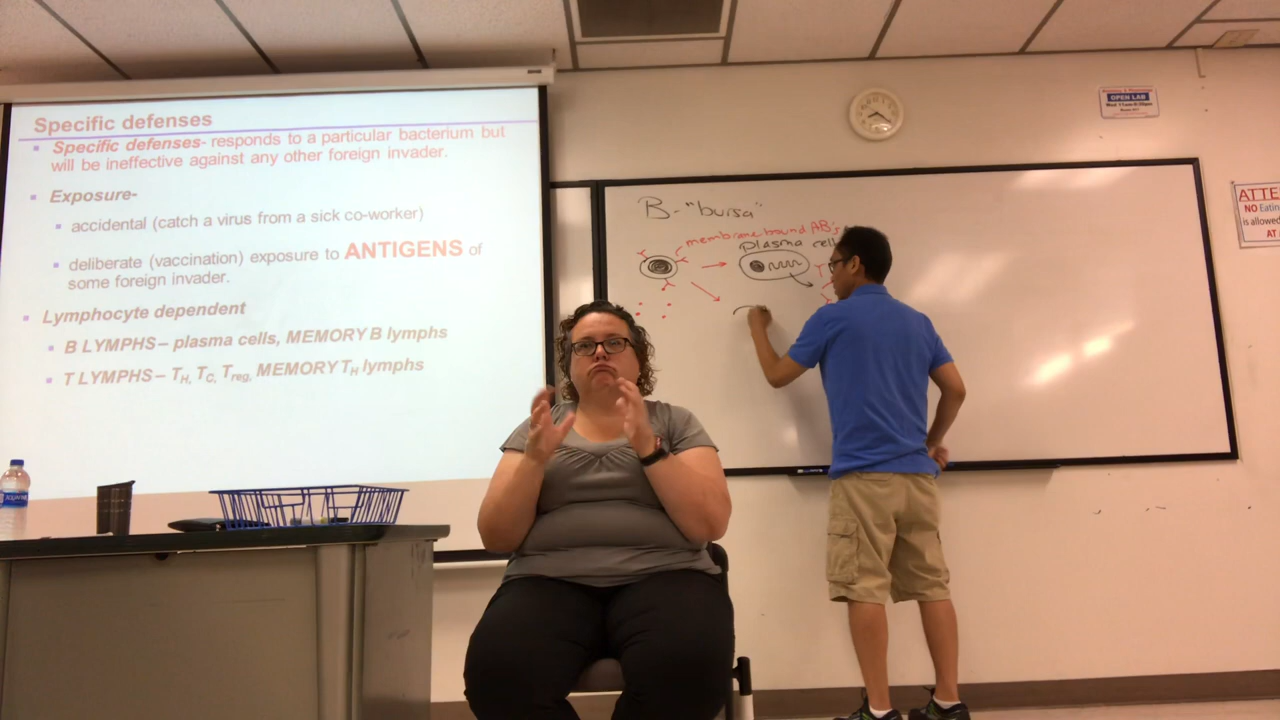 Specific defenses
Specific defenses- responds to a particular bacterium but
will be ineffective against any other foreign invader.
Exposure-
accidental (catch a virus from a sick co-worker)
deliberate (vaccination) exposure to ANTIGENS of
some foreign invader.
Lymphocyte dependent
B LYMPHS – plasma cells, MEMORY B lymphs
T LYMPHS – TH, TC, Treg, MEMORY TH lymphs
B- "bursa"
membrane bound AB's
plasma cell
OPEN LAB
ATTE
NO Eatin
is allowed
AT